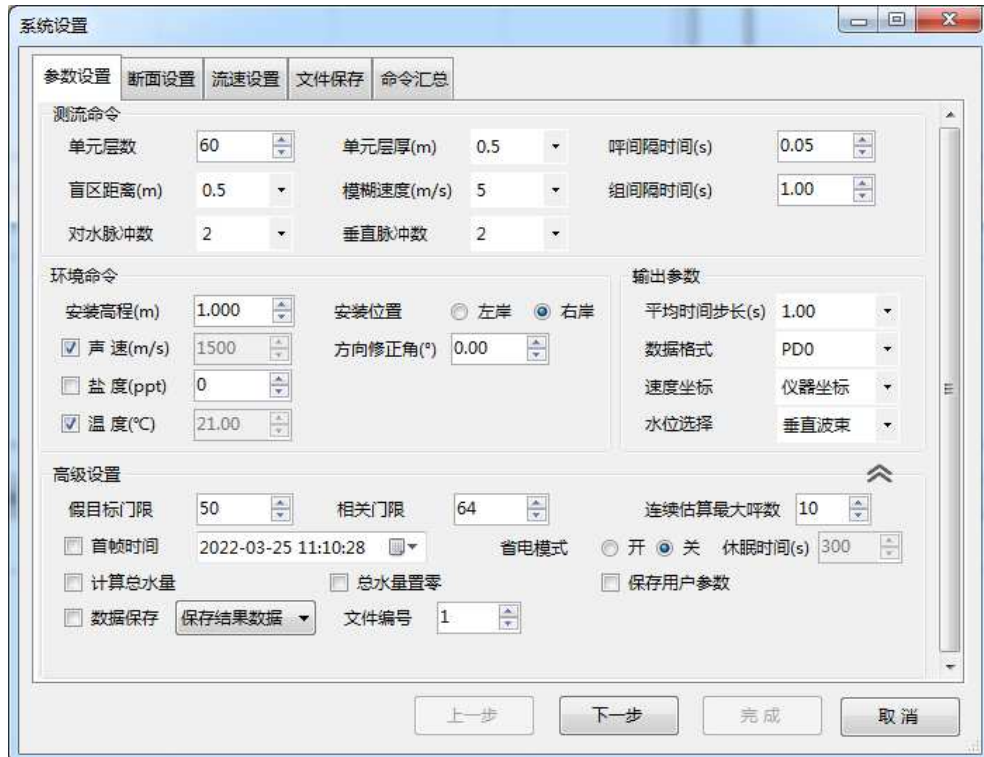 系统设置
参数设置 断面设置 流速设置 文件保存 命令汇总
测流命令
单元层数 60 单元层厚(m) 0.5 呼间隔时间(s) 0.05
盲区距离(m) 0.5 模糊速度(m/s) 5 组间隔时间(s) 1.00
对水脉冲数 2 垂直脉冲数 2
环境命令 输出参数
安装高程(m) 1.000 安装位置 左岸 右岸 平均时间步长(s) 1.00
声 速(m/s) 1500 方向修正角(°) 0.00 数据格式 PD0
盐 度(ppt) 0 速度坐标 仪器坐标
温 度(℃) 21.00 水位选择 垂直波束
高级设置
假目标门限 50 相关门限 64 连续估算最大呼数 10
首帧时间 2022-03-25 11:10:28 省电模式 开 关 休眠时间(s) 300
计算总水量 总水量置零 保存用户参数
数据保存 保存结果数据 文件编号 1
上一步 下一步 完成 取消